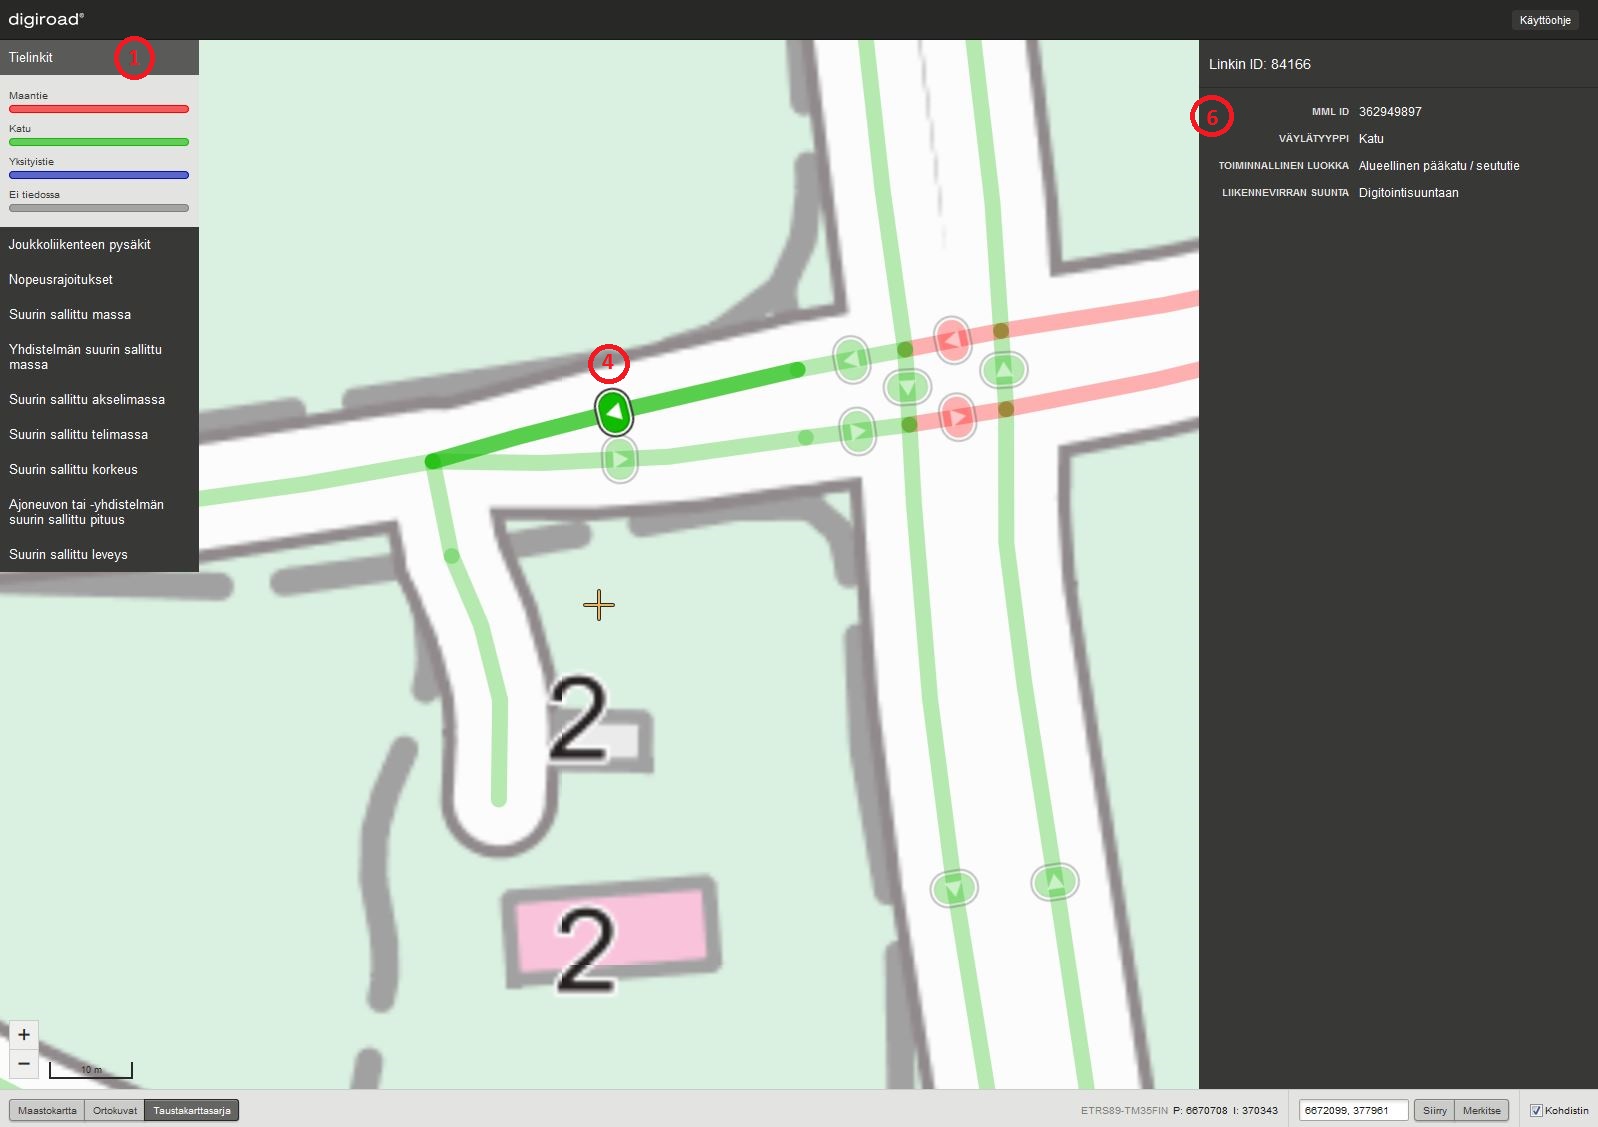 digiroad®
Käyttöohje
Tielinkit
1
Maantie
Katu
Yksityistie
Ei tiedossa
Joukkoliikenteen pysäkit
Nopeusrajoitukset
Suurin sallittu massa
Yhdistelmän suurin sallittu
massa
Suurin sallittu akselimassa
Suurin sallittu telimassa
Suurin sallittu korkeus
Ajoneuvon tai -yhdistelmän
suurin sallittu pituus
Suurin sallittu leveys
4
2
2
Linkin ID: 84166
6
MML ID 362949897
VÄYLÄTYYPPI Katu
TOIMINNALLINEN LUOKKA Alueellinen pääkatu / seututie
LIIKENNEVIRRAN SUUNTA Digitointisuuntaan
+
−
10 m
Maastokartta Ortokuvat Taustakarttasarja
ETRS89-TM35FIN P: 6670708 I: 370343
6672099, 377961 Siirry Merkitse
Kohdistin